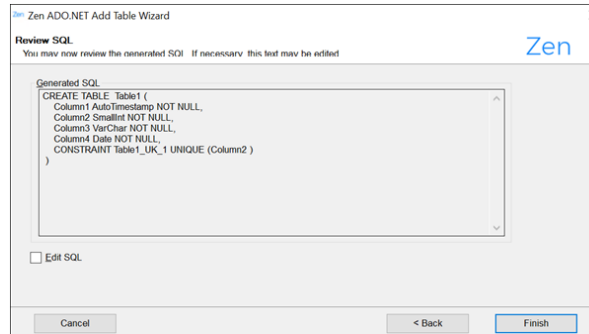 Zen Zen ADO.NET Add Table Wizard
Review SQL
You may now review the generated SQL. If necessary, this text may be edited
Zen
Generated SQL
CREATE TABLE Table1 (
Column1 AutoTimestamp NOT NULL,
Column2 SmallInt NOT NULL,
Column3 VarChar NOT NULL,
Column4 Date NOT NULL,
CONSTRAINT Table1_UK_1 UNIQUE (Column2 )
)
Edit SQL
Cancel
< Back
Finish